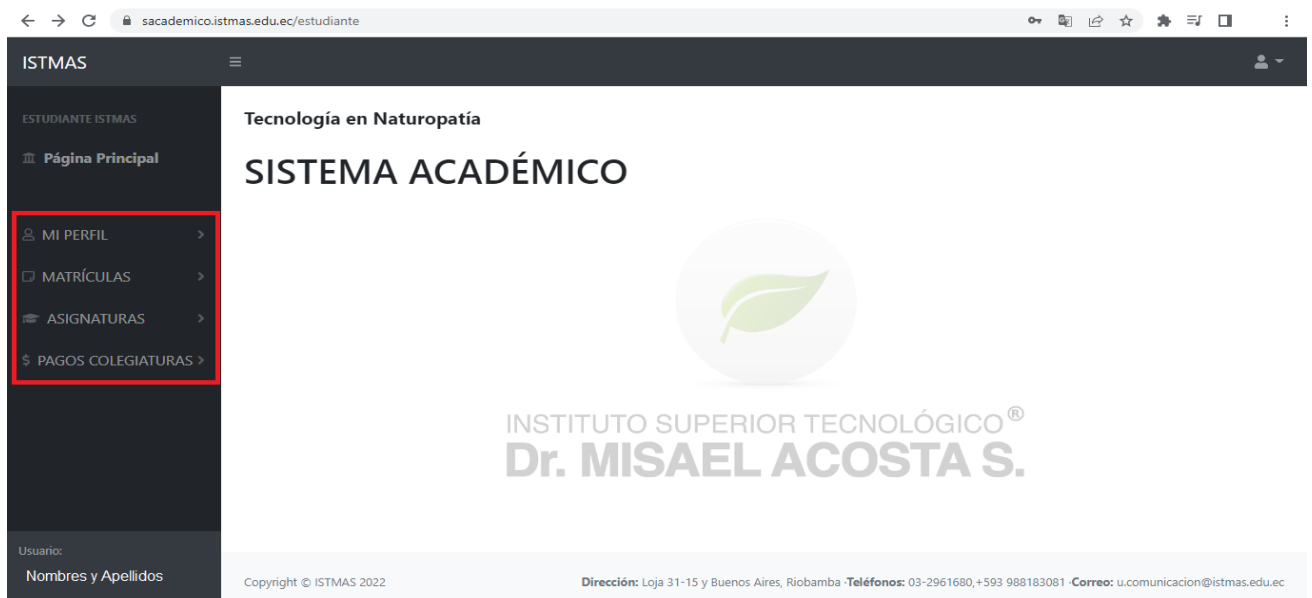 sacademico.istmas.edu.ec/estudiante
ISTMAS
ESTUDIANTE ISTMAS
Página Principal
MI PERFIL
MATRÍCULAS
ASIGNATURAS
$ PAGOS COLEGIATURAS
Usuario:
Nombres y Apellidos
Tecnología en Naturopatía
SISTEMA ACADÉMICO
INSTITUTO SUPERIOR TECNOLÓGICO®
Dr. MISAEL ACOSTA S.
Copyright © ISTMAS 2022
Dirección: Loja 31-15 y Buenos Aires, Riobamba ·Teléfonos: 03-2961680,+593 988183081 ·Correo: u.comunicacion@istmas.edu.ec